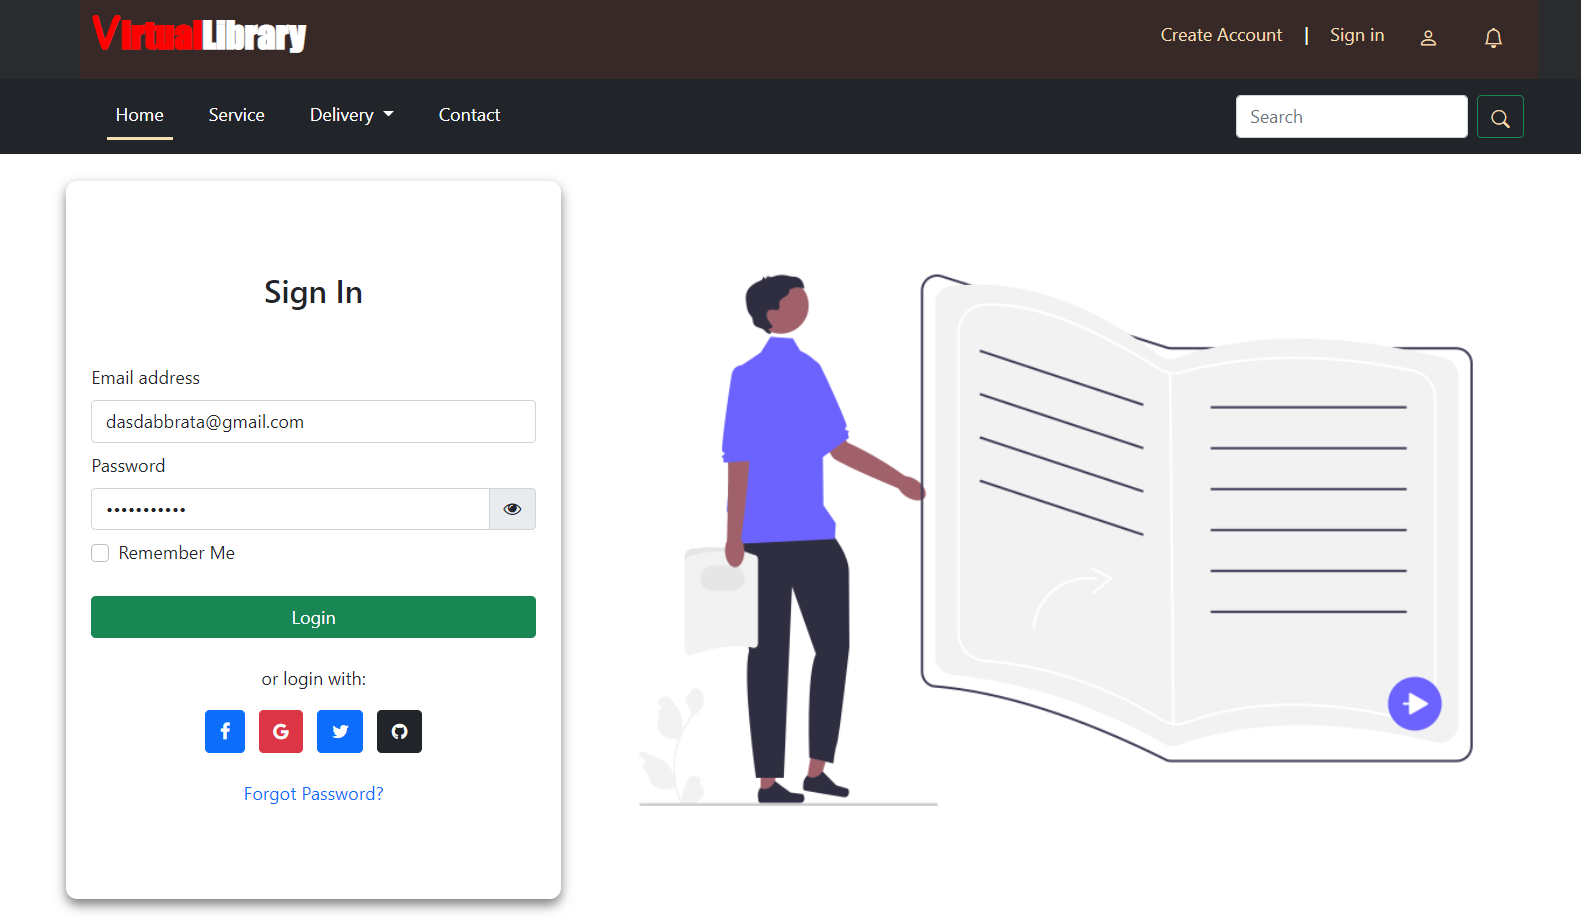 VirtualLibrary
Create Account | Sign in
Home Service Delivery Contact
Search
Sign In
Email address
dasdabbrata@gmail.com
Password
•••••••••••
Remember Me
Login
or login with:
Forgot Password?